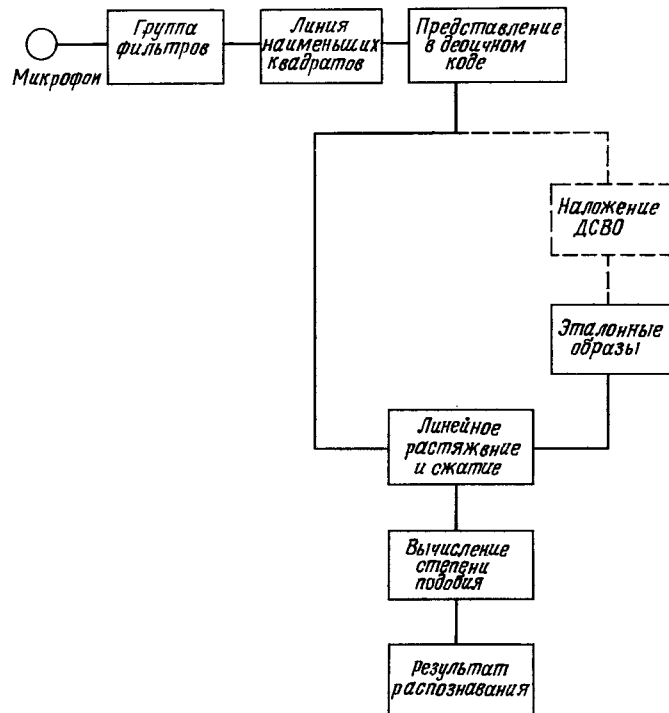 Группа
фильтров
Линия
наименьших
квадратов
Представление
в двоичном
коде
Микрофон
Наложение
ДСВО
Эталонные
образы
Линейное
растяжвние
и сжатие
Вычисление
степени
подобия
Результат
распознавания